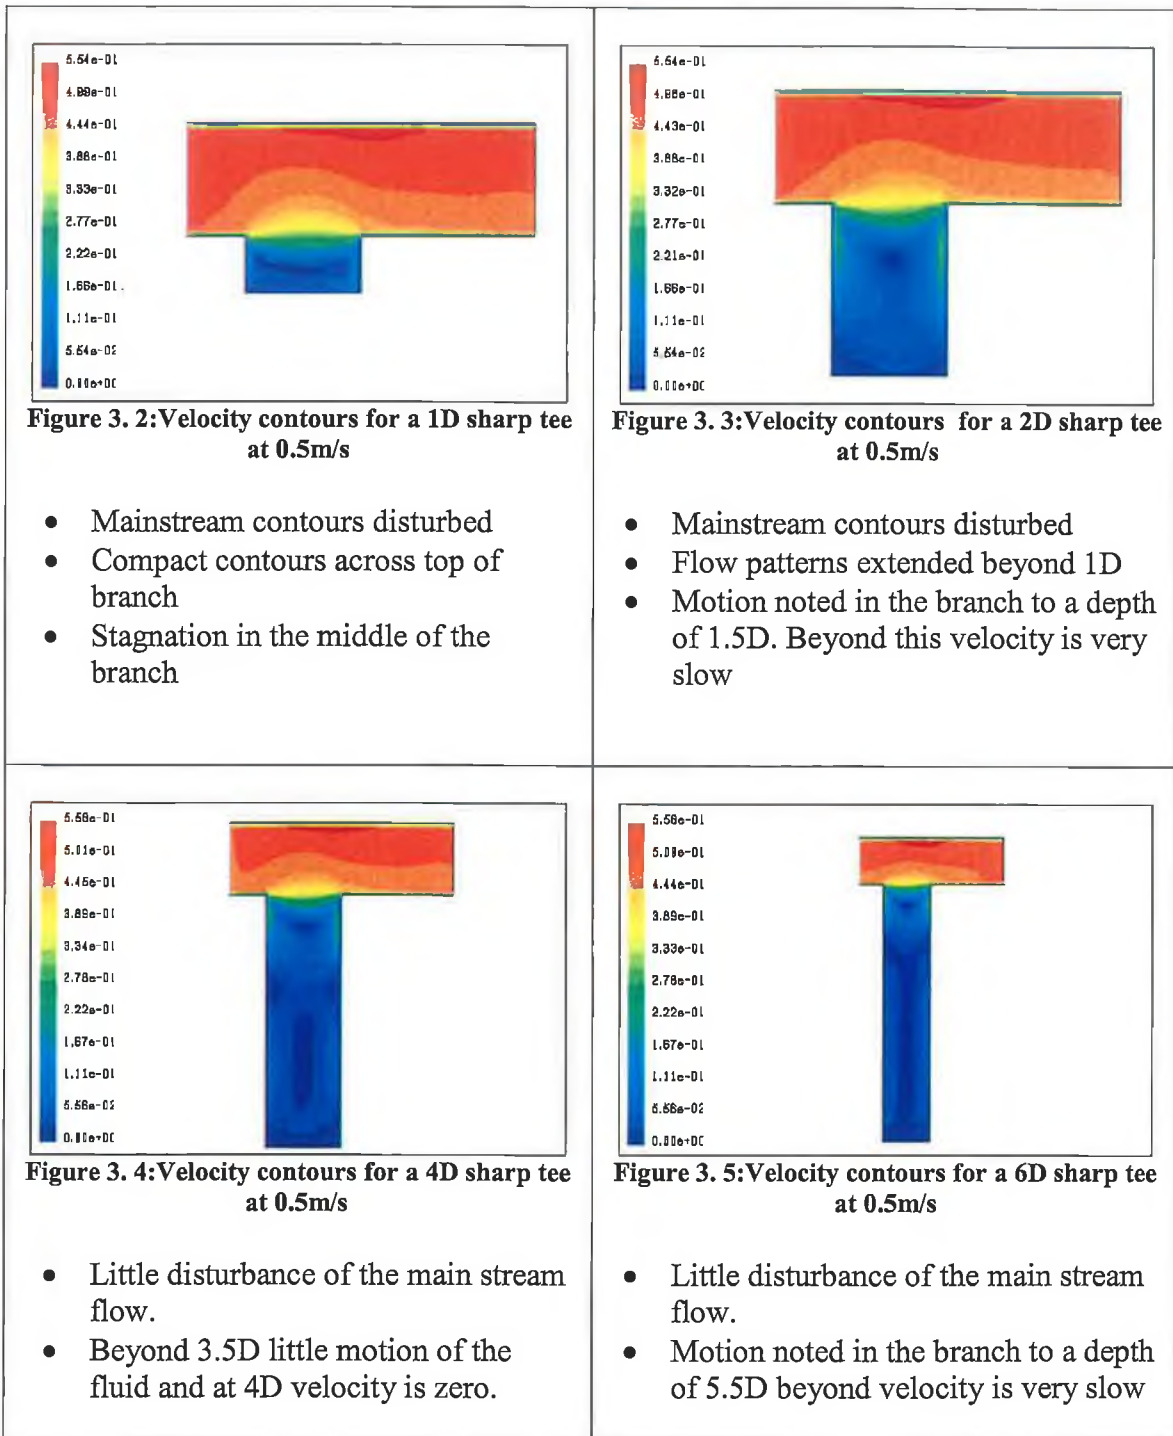 5.54e-01
4.99e-01
4.44e-01
3.88e-01
3.33e-01
2.77e-01
2.22e-01
1.66e-01
1.11e-01
5.54e-02
0.00e+00
Figure 3. 2:Velocity contours for a 1D sharp tee
at 0.5m/s
• Mainstream contours disturbed
• Compact contours across top of
branch
• Stagnation in the middle of the
branch
5.54e-01
4.98e-01
4.43e-01
3.88e-01
3.32e-01
2.77e-01
2.21e-01
1.66e-01
1.11e-01
5.54e-02
0.00e+00
Figure 3. 3:Velocity contours for a 2D sharp tee
at 0.5m/s
• Mainstream contours disturbed
• Flow patterns extended beyond 1D
• Motion noted in the branch to a depth
of 1.5D. Beyond this velocity is very
slow
5.56e-01
5.01e-01
4.45e-01
3.89e-01
3.34e-01
2.78e-01
2.22e-01
1.67e-01
1.11e-01
5.56e-02
0.00e+00
Figure 3. 4:Velocity contours for a 4D sharp tee
at 0.5m/s
• Little disturbance of the main stream
flow.
• Beyond 3.5D little motion of the
fluid and at 4D velocity is zero.
5.56e-01
5.00e-01
4.44e-01
3.89e-01
3.33e-01
2.78e-01
2.22e-01
1.67e-01
1.11e-01
5.56e-02
0.00e+00
Figure 3. 5:Velocity contours for a 6D sharp tee
at 0.5m/s
• Little disturbance of the main stream
flow.
• Motion noted in the branch to a depth
of 5.5D beyond velocity is very slow